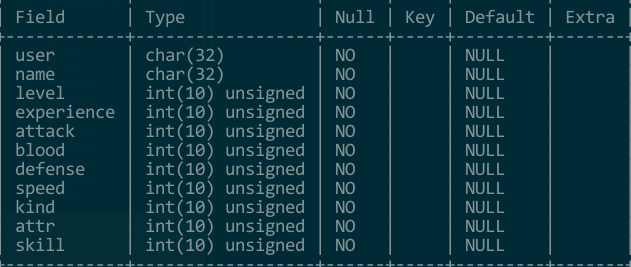 | Field | Type | Null | Key | Default | Extra |
| user | char(32) | NO | | NULL | |
| name | char(32) | NO | | NULL | |
| level | int(10) unsigned | NO | | NULL | |
| experience | int(10) unsigned | NO | | NULL | |
| attack | int(10) unsigned | NO | | NULL | |
| blood | int(10) unsigned | NO | | NULL | |
| defense | int(10) unsigned | NO | | NULL | |
| speed | int(10) unsigned | NO | | NULL | |
| kind | int(10) unsigned | NO | | NULL | |
| attr | int(10) unsigned | NO | | NULL | |
| skill | int(10) unsigned | NO | | NULL | |